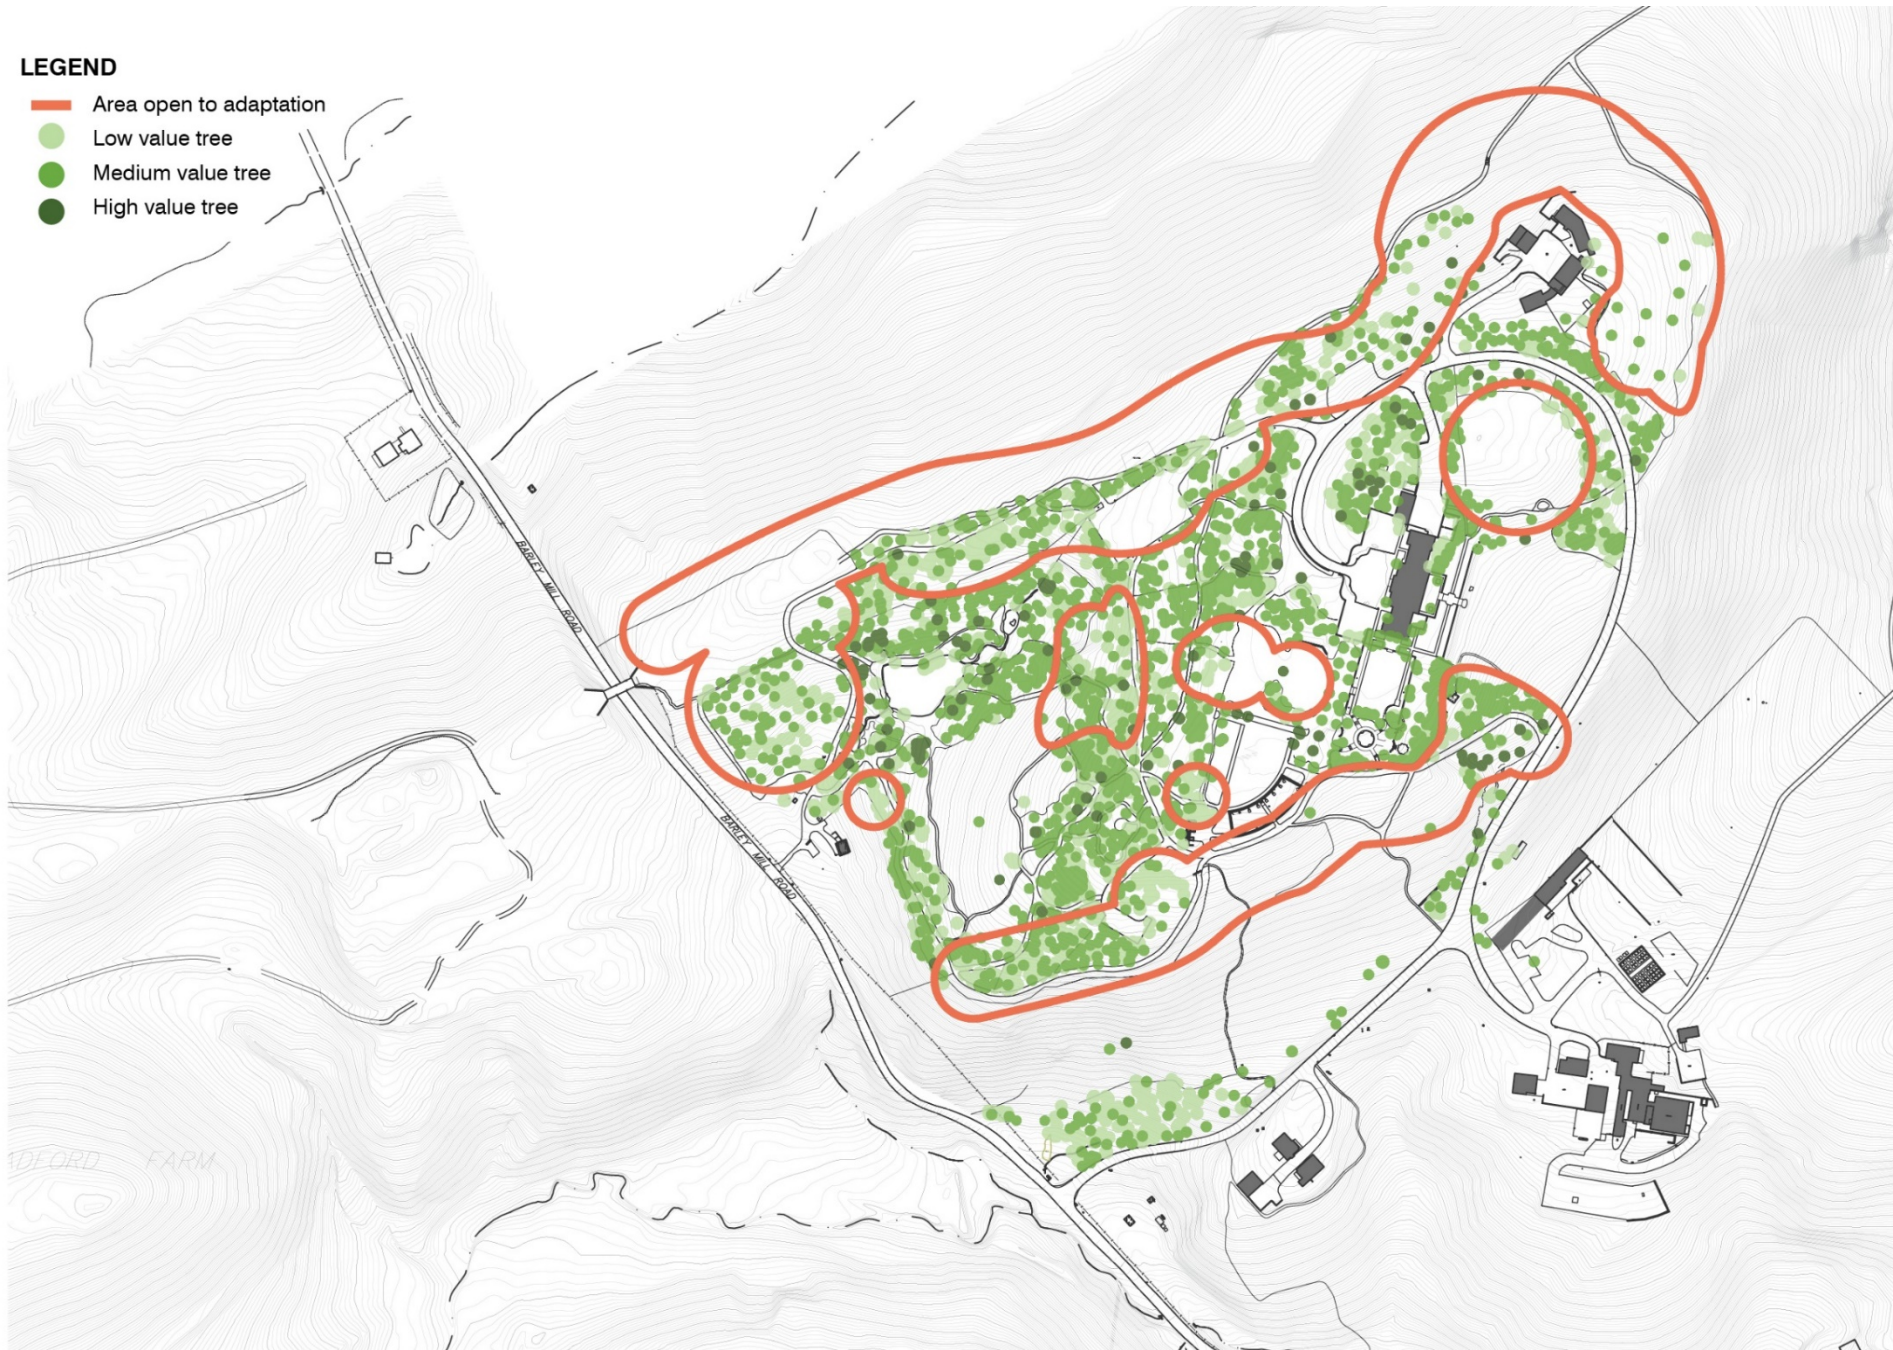 LEGEND
Area open to adaptation
Low value tree
Medium value tree
High value tree
BARLEY MILL ROAD
BARLEY MILL ROAD
ADFORD FARM